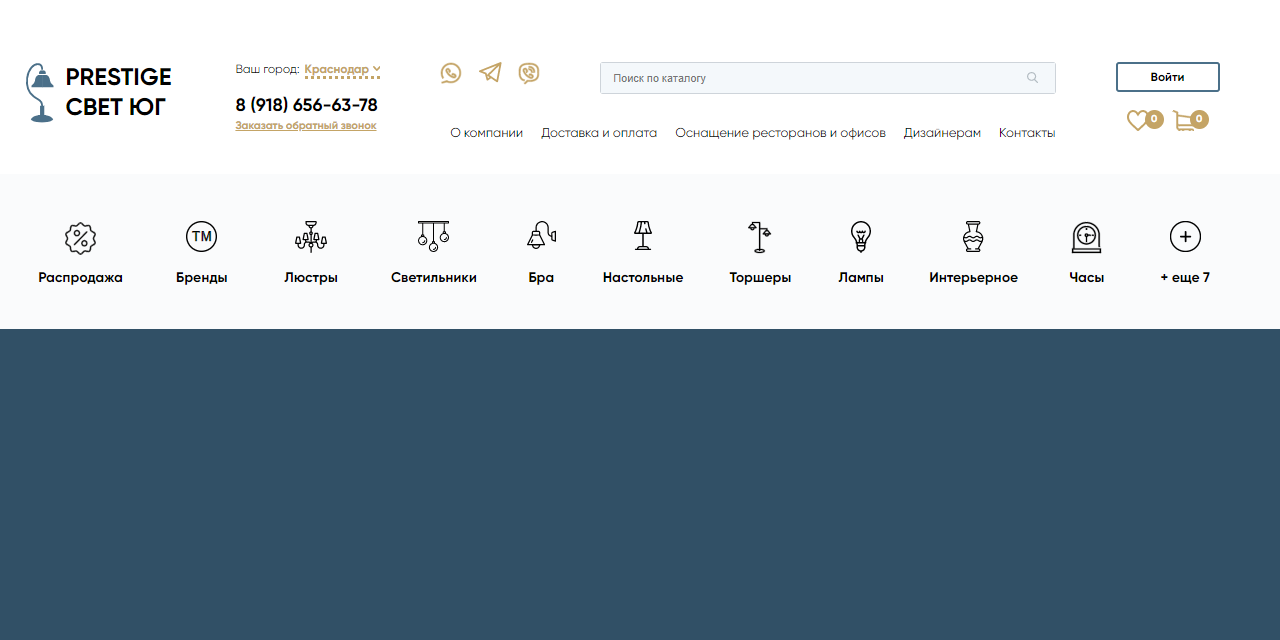 PRESTIGE
СВЕТ ЮГ
Ваш город: Краснодар
8 (918) 656-63-78
Заказать обратный звонок
Поиск по каталогу
Войти
0
0
О компании
Доставка и оплата
Оснащение ресторанов и офисов
Дизайнерам
Контакты
TM
Распродажа
Бренды
Люстры
Светильники
Бра
Настольные
Торшеры
Лампы
Интерьерное
Часы
+ еще 7